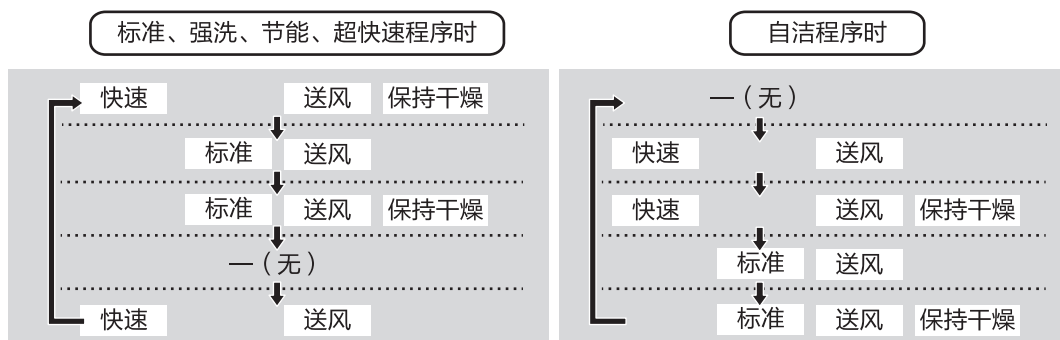 标准、强洗、节能、超快速程序时
快速 送风 保持干燥
标准 送风
标准 送风 保持干燥
—（无）
快速 送风
自洁程序时
—（无）
快速 送风
快速 送风 保持干燥
标准 送风
标准 送风 保持干燥